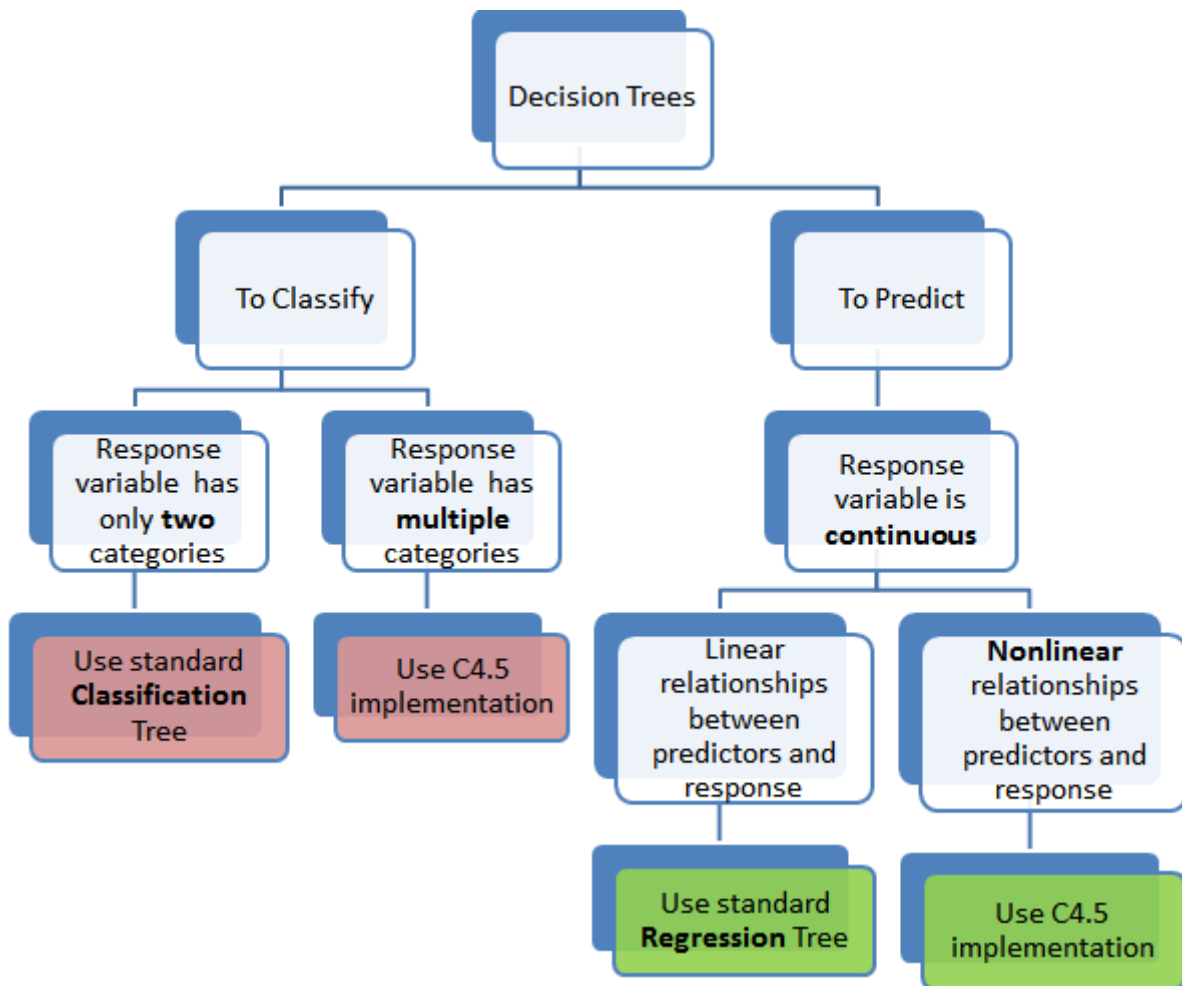 Decision Trees
To Classify
To Predict
Response
variable has
only two
categories
Response
variable has
multiple
categories
Response
variable is
continuous
Use standard
Classification
Tree
Use C4.5
implementation
Linear
relationships
between
predictors and
response
Nonlinear
relationships
between
predictors and
response
Use standard
Regression Tree
Use C4.5
implementation